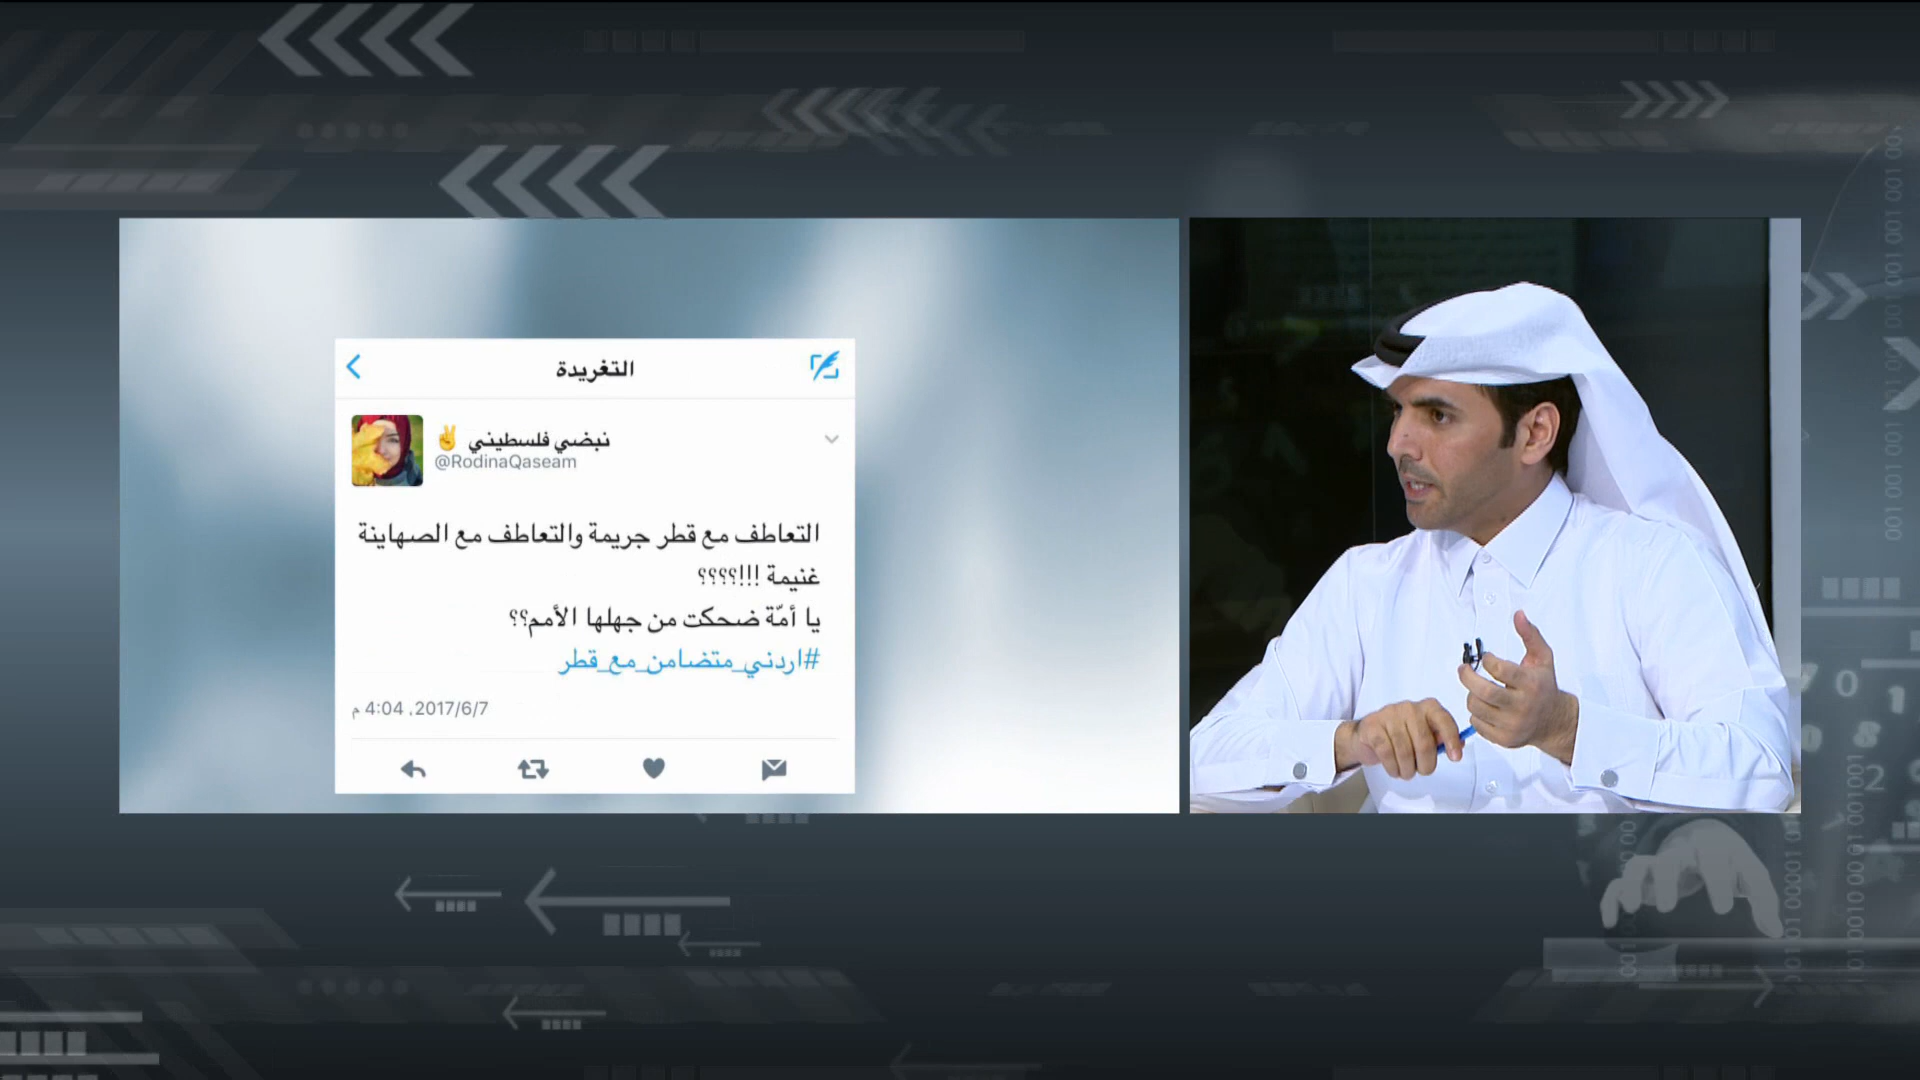 التغريدة
نبضي فلسطيني ✌
@RodinaQaseam
التعاطف مع قطر جريمة والتعاطف مع الصهاينة
غنيمة !!!؟؟؟؟
يا أمّة ضحكت من جهلها الأمم؟؟
#اردني_متضامن_مع_قطر
2017/6/7، 4:04 م